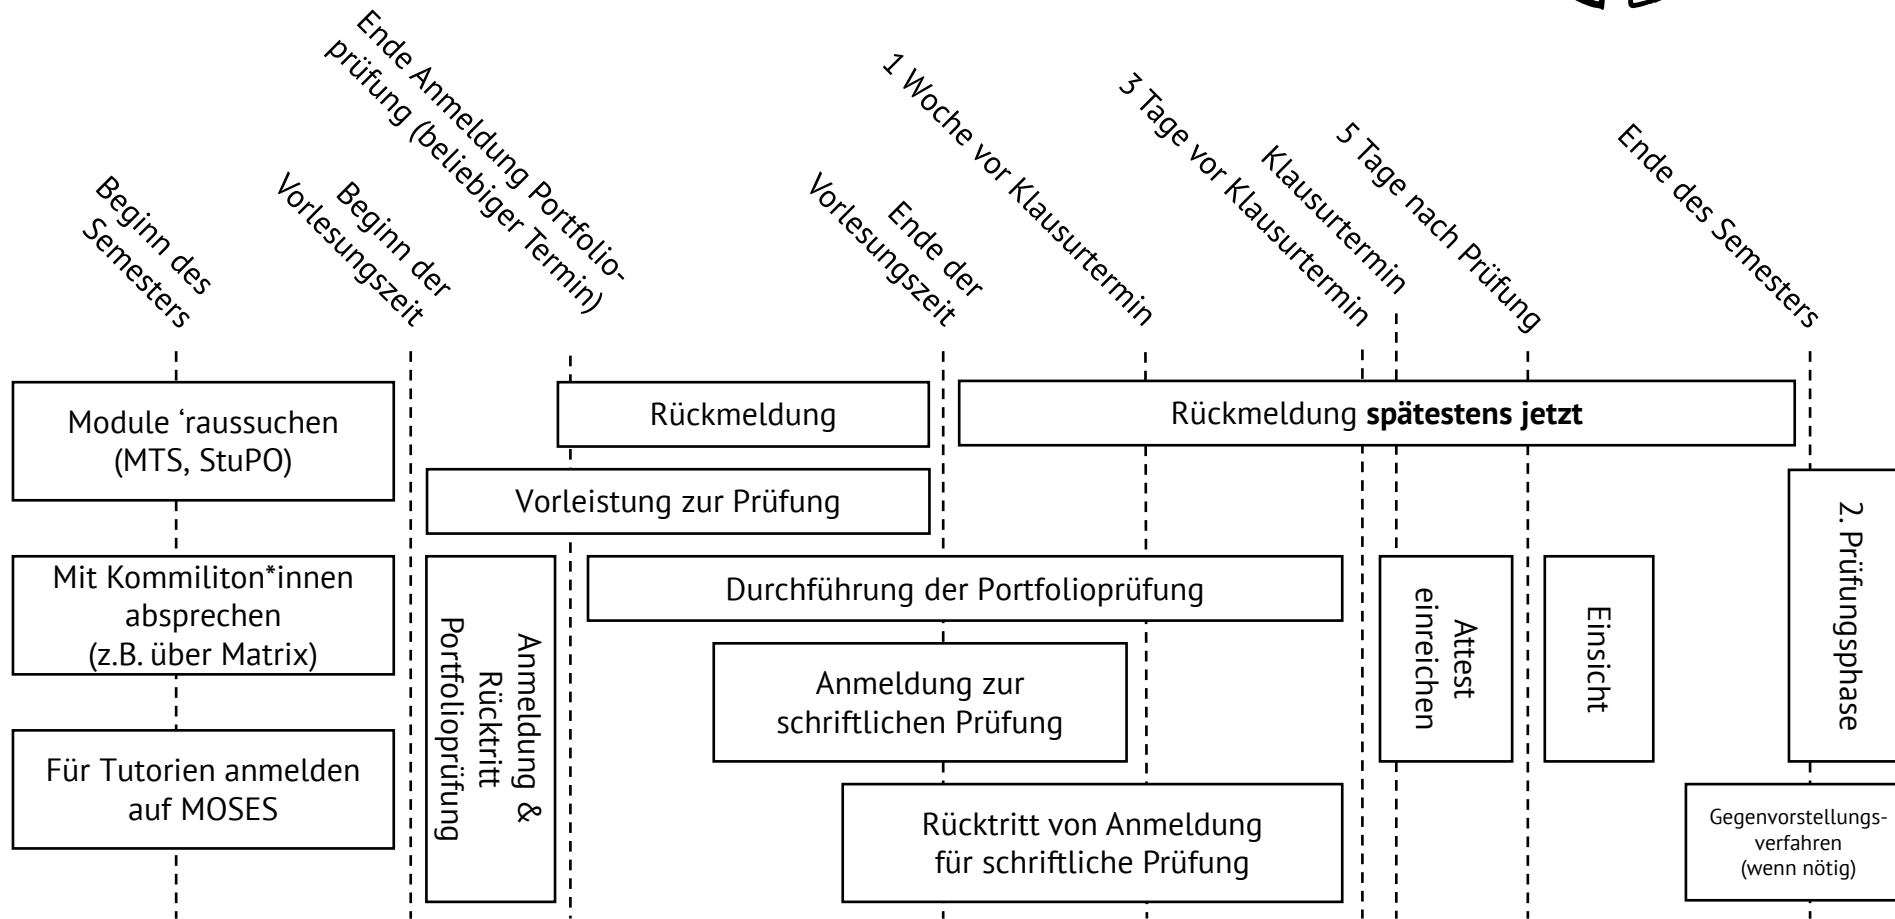 Beginn des
Semesters
Beginn der
Vorlesungszeit
Ende Anmeldung Portfolio-
prüfung (beliebiger Termin)
Ende der
Vorlesungszeit
1 Woche vor Klausurtermin
3 Tage vor Klausurtermin
Klausurtermin
5 Tage nach Prüfung
Ende des Semesters
Module ‘raussuchen
(MTS, StuPO)
Rückmeldung
Rückmeldung spätestens jetzt
Vorleistung zur Prüfung
2. Prüfungsphase
Mit Kommiliton*innen
absprechen
(z.B. über Matrix)
Anmeldung &
Rücktritt
Portfolioprüfung
Durchführung der Portfolioprüfung
Attest
einreichen
Einsicht
Anmeldung zur
schriftlichen Prüfung
Für Tutorien anmelden
auf MOSES
Rücktritt von Anmeldung
für schriftliche Prüfung
Gegenvorstellungs-
verfahren
(wenn nötig)